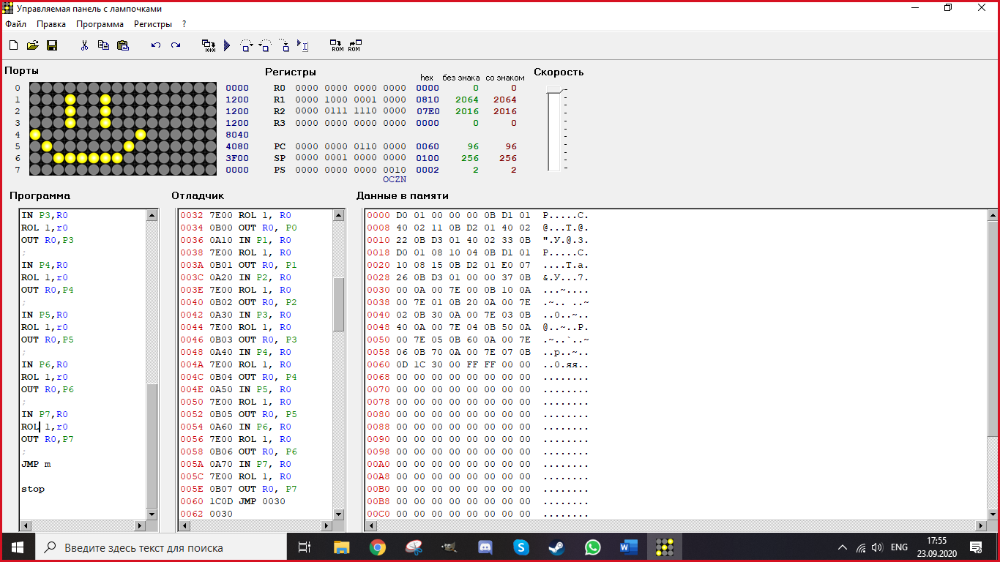 Управляемая панель с лампочками
Файл Правка Программа Регистры ?
1010 I ROM ROM
Порты Регистры hex без знака со знаком Скорость
0 0000 R0 0000 0000 0000 0000 0000 0 0
1 1200 R1 0000 1000 0001 0000 0810 2064 2064
2 1200 R2 0000 0111 1110 0000 07E0 2016 2016
3 1200 R3 0000 0000 0000 0000 0000 0 0
4 8040
5 4080 PC 0000 0000 0110 0000 0060 96 96
6 3F00 SP 0000 0001 0000 0000 0100 256 256
7 0000 PS 0000 0000 0000 0010 0002 2 2
OCZN
Программа Отладчик Данные в памяти
IN P3,R0 0032 7E00 ROL 1, R0 0000 D0 01 00 00 00 0B D1 01 P.....С.
ROL 1,r0 0034 0B00 OUT R0, P0 0008 40 02 11 0B D2 01 40 02 @...Т.@.
OUT R0,P3 0036 0A10 IN P1, R0 0010 22 0B D3 01 40 02 33 0B ".У.@.3.
; 0038 7E00 ROL 1, R0 0018 D0 01 08 10 04 0B D1 01 Р.....С.
IN P4,R0 003A 0B01 OUT R0, P1 0020 10 08 15 0B D2 01 E0 07 ....Т.а.
ROL 1,r0 003C 0A20 IN P2, R0 0028 26 0B D3 01 00 00 37 0B &.У...7.
OUT R0,P4 003E 7E00 ROL 1, R0 0030 00 0A 00 7E 00 0B 10 0A ...~....
; 0040 0B02 OUT R0, P2 0038 00 7E 01 0B 20 0A 00 7E .~.. ..~
IN P5,R0 0042 0A30 IN P3, R0 0040 02 0B 30 0A 00 7E 03 0B ..0..~..
ROL 1,r0 0044 7E00 ROL 1, R0 0048 40 0A 00 7E 04 0B 50 0A @..~..P.
OUT R0,P5 0046 0B03 OUT R0, P3 0050 00 7E 05 0B 60 0A 00 7E .~..`..~
; 0048 0A40 IN P4, R0 0058 06 0B 70 0A 00 7E 07 0B ..p..~..
IN P6,R0 004A 7E00 ROL 1, R0 0060 0D 1C 30 00 FF FF 00 00 ..0.яя..
ROL 1,r0 004C 0B04 OUT R0, P4 0068 00 00 00 00 00 00 00 00 ........
OUT R0,P6 004E 0A50 IN P5, R0 0070 00 00 00 00 00 00 00 00 ........
; 0050 7E00 ROL 1, R0 0078 00 00 00 00 00 00 00 00 ........
IN P7,R0 0052 0B05 OUT R0, P5 0080 00 00 00 00 00 00 00 00 ........
ROL 1,r0 0054 0A60 IN P6, R0 0088 00 00 00 00 00 00 00 00 ........
OUT R0,P7 0056 7E00 ROL 1, R0 0090 00 00 00 00 00 00 00 00 ........
; 0058 0B06 OUT R0, P6 0098 00 00 00 00 00 00 00 00 ........
JMP m 005A 0A70 IN P7, R0 00A0 00 00 00 00 00 00 00 00 ........
005C 7E00 ROL 1, R0 00A8 00 00 00 00 00 00 00 00 ........
stop 005E 0B07 OUT R0, P7 00B0 00 00 00 00 00 00 00 00 ........
0060 1C0D JMP 0030 00B8 00 00 00 00 00 00 00 00 ........
0062 0030 00C0 00 00 00 00 00 00 00 00 ........
Введите здесь текст для поиска ENG 17:55
23.09.2020